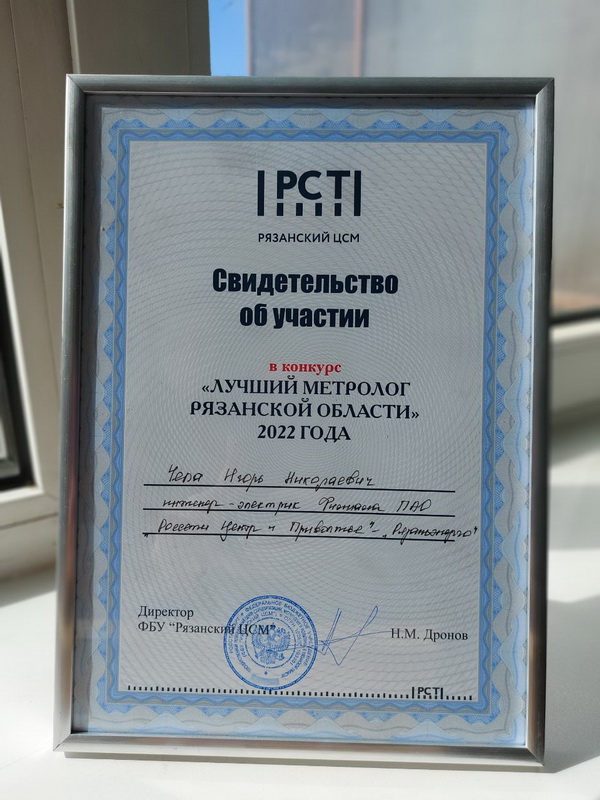 РСТ
РЯЗАНСКИЙ ЦСМ
Свидетельство
об участии
в конкурс
«ЛУЧШИЙ МЕТРОЛОГ
РЯЗАНСКОЙ ОБЛАСТИ»
2022 ГОДА
Игорь Николаевич
инженер-электрик Филиала ПАО
„Россети Центр и Приволжье"-„Рязаньэнерго"
Директор
ФБУ “Рязанский ЦСМ”
Н.М. Дронов
РСТ